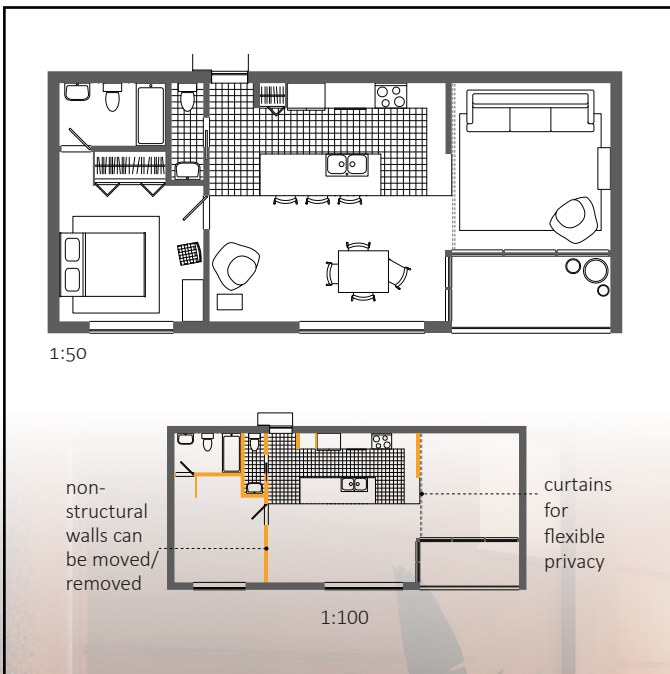 1:50
non-
structural
walls can
be moved/
removed
curtains
for
flexible
privacy
1:100